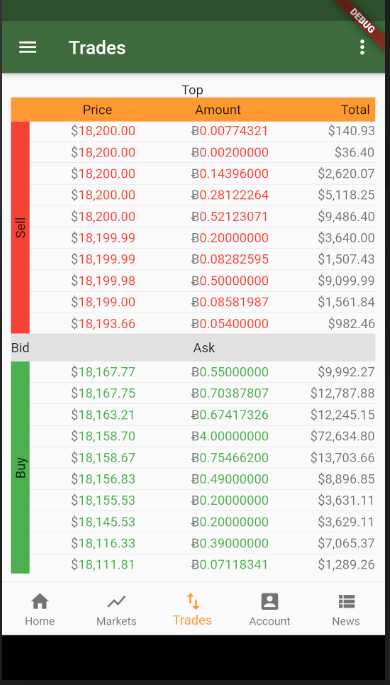 DEBUG
Trades
Top
Price Amount Total
Sell
$18,200.00 Ƀ0.00774321 $140.93
$18,200.00 Ƀ0.00200000 $36.40
$18,200.00 Ƀ0.14396000 $2,620.07
$18,200.00 Ƀ0.28122264 $5,118.25
$18,200.00 Ƀ0.52123071 $9,486.40
$18,199.99 Ƀ0.20000000 $3,640.00
$18,199.99 Ƀ0.08282595 $1,507.43
$18,199.98 Ƀ0.50000000 $9,099.99
$18,199.00 Ƀ0.08581987 $1,561.84
$18,193.66 Ƀ0.05400000 $982.46
Bid Ask
Buy
$18,167.77 Ƀ0.55000000 $9,992.27
$18,167.75 Ƀ0.70387807 $12,787.88
$18,163.21 Ƀ0.67417326 $12,245.15
$18,158.70 Ƀ4.00000000 $72,634.80
$18,158.67 Ƀ0.75466200 $13,703.66
$18,156.83 Ƀ0.49000000 $8,896.85
$18,155.53 Ƀ0.20000000 $3,631.11
$18,145.53 Ƀ0.20000000 $3,629.11
$18,116.33 Ƀ0.39000000 $7,065.37
$18,111.81 Ƀ0.07118341 $1,289.26
Home Markets Trades Account News